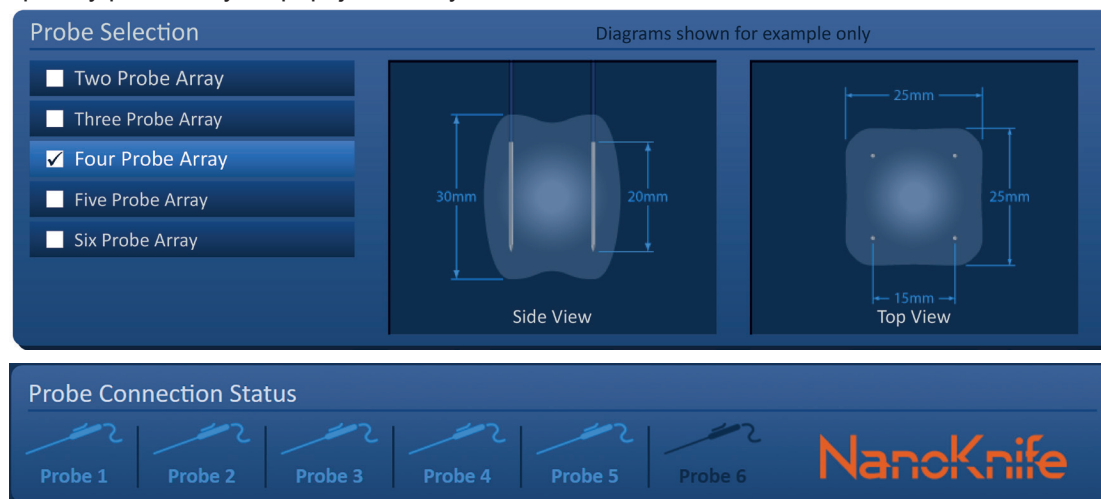 Probe Selection
Diagrams shown for example only
Two Probe Array
Three Probe Array
Four Probe Array
Five Probe Array
Six Probe Array
30mm
20mm
Side View
25mm
25mm
15mm
Top View
Probe Connection Status
Probe 1
Probe 2
Probe 3
Probe 4
Probe 5
Probe 6
NanoKnife